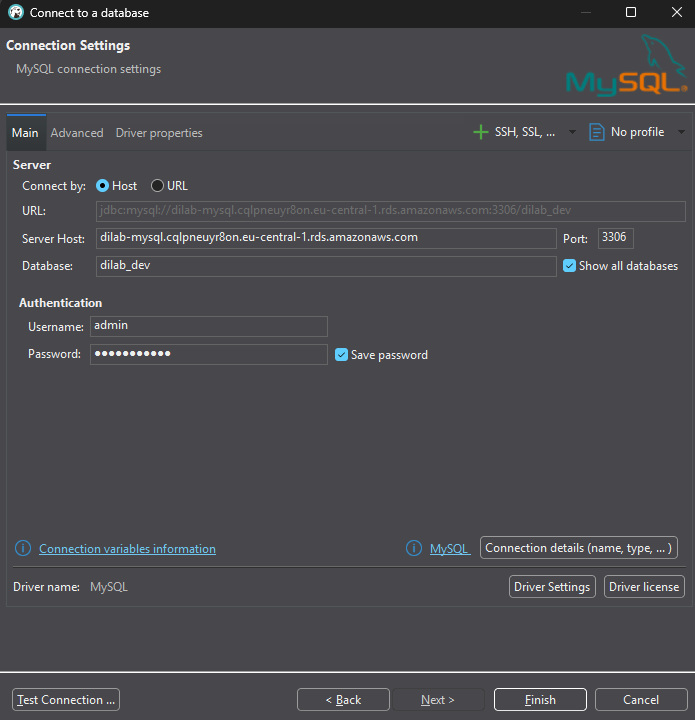 Connect to a database
Connection Settings
MySQL connection settings
MySQL®
Main Advanced Driver properties SSH, SSL, ... No profile
Server
Connect by: Host URL
URL: jdbc:mysql://dilab-mysql.cqlpneuyr8on.eu-central-1.rds.amazonaws.com:3306/dilab_dev
Server Host: dilab-mysql.cqlpneuyr8on.eu-central-1.rds.amazonaws.com Port: 3306
Database: dilab_dev Show all databases
Authentication
Username: admin
Password: ●●●●●●●●●●● Save password
Connection variables information MySQL Connection details (name, type, ... )
Driver name: MySQL Driver Settings Driver license
Test Connection ... < Back Next > Finish Cancel